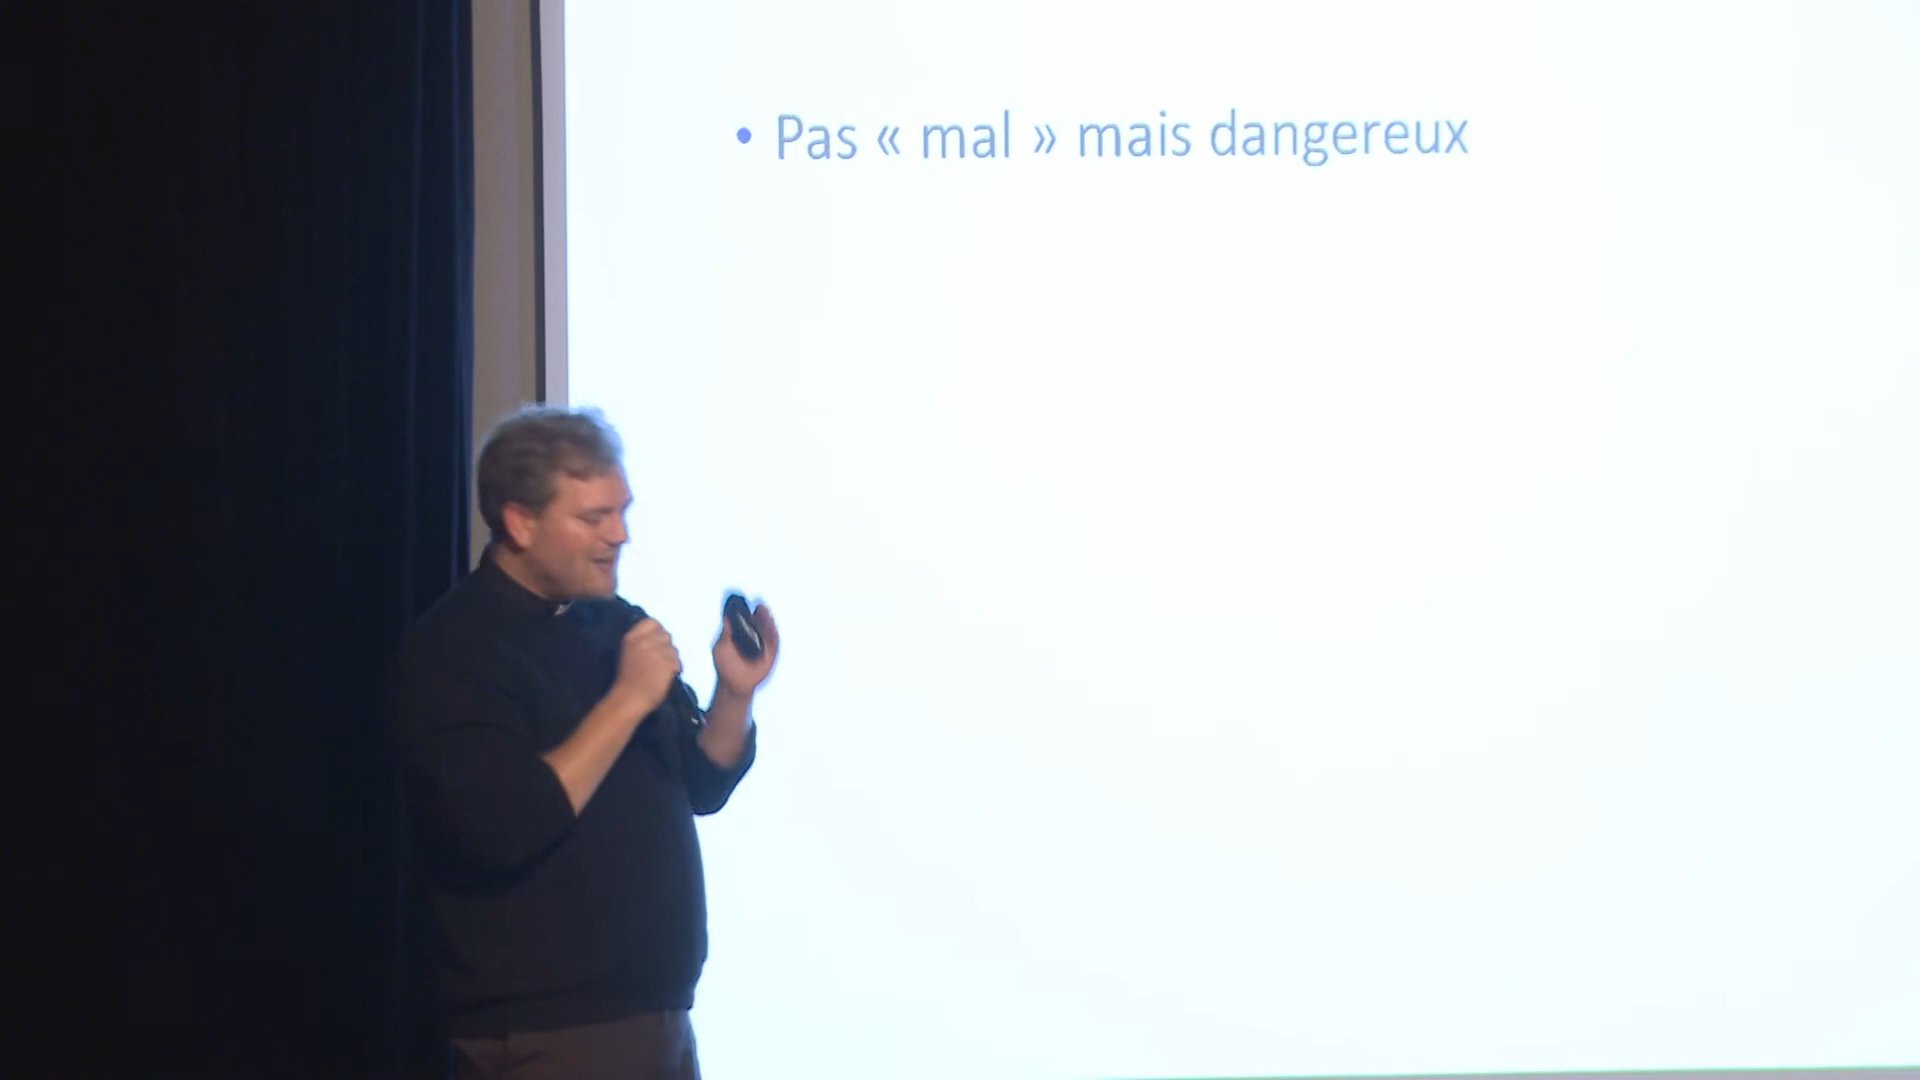 • Pas « mal » mais dangereux